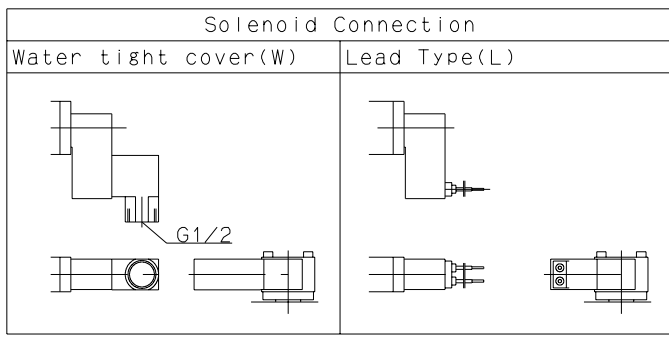 Solenoid Connection
Water tight cover(W)
Lead Type(L)
G1/2